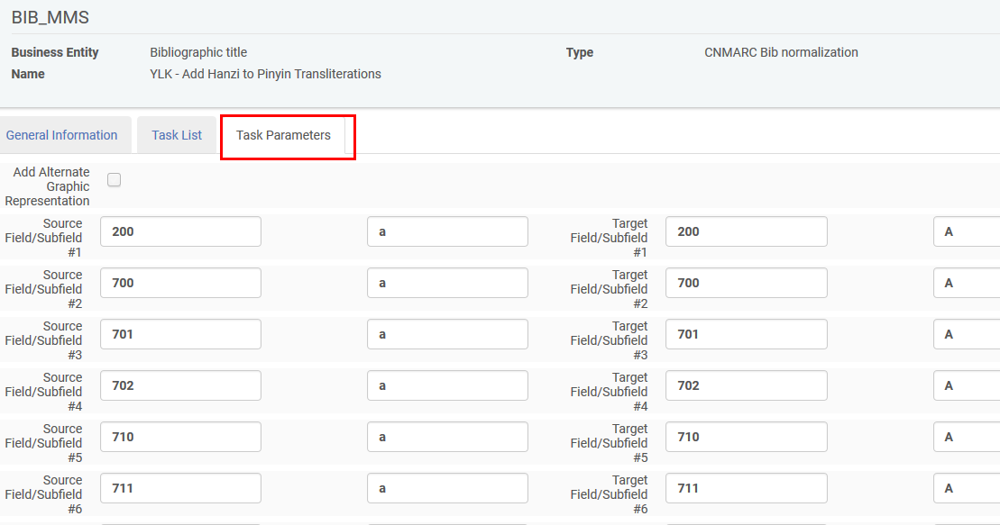 BIB_MMS
Business Entity Bibliographic title Type CNMARC Bib normalization
Name YLK - Add Hanzi to Pinyin Transliterations
General Information Task List Task Parameters
Add Alternate
Graphic
Representation
Source Field/Subfield #1 200 a Target Field/Subfield #1 200 A
Source Field/Subfield #2 700 a Target Field/Subfield #2 700 A
Source Field/Subfield #3 701 a Target Field/Subfield #3 701 A
Source Field/Subfield #4 702 a Target Field/Subfield #4 702 A
Source Field/Subfield #5 710 a Target Field/Subfield #5 710 A
Source Field/Subfield #6 711 a Target Field/Subfield #6 711 A